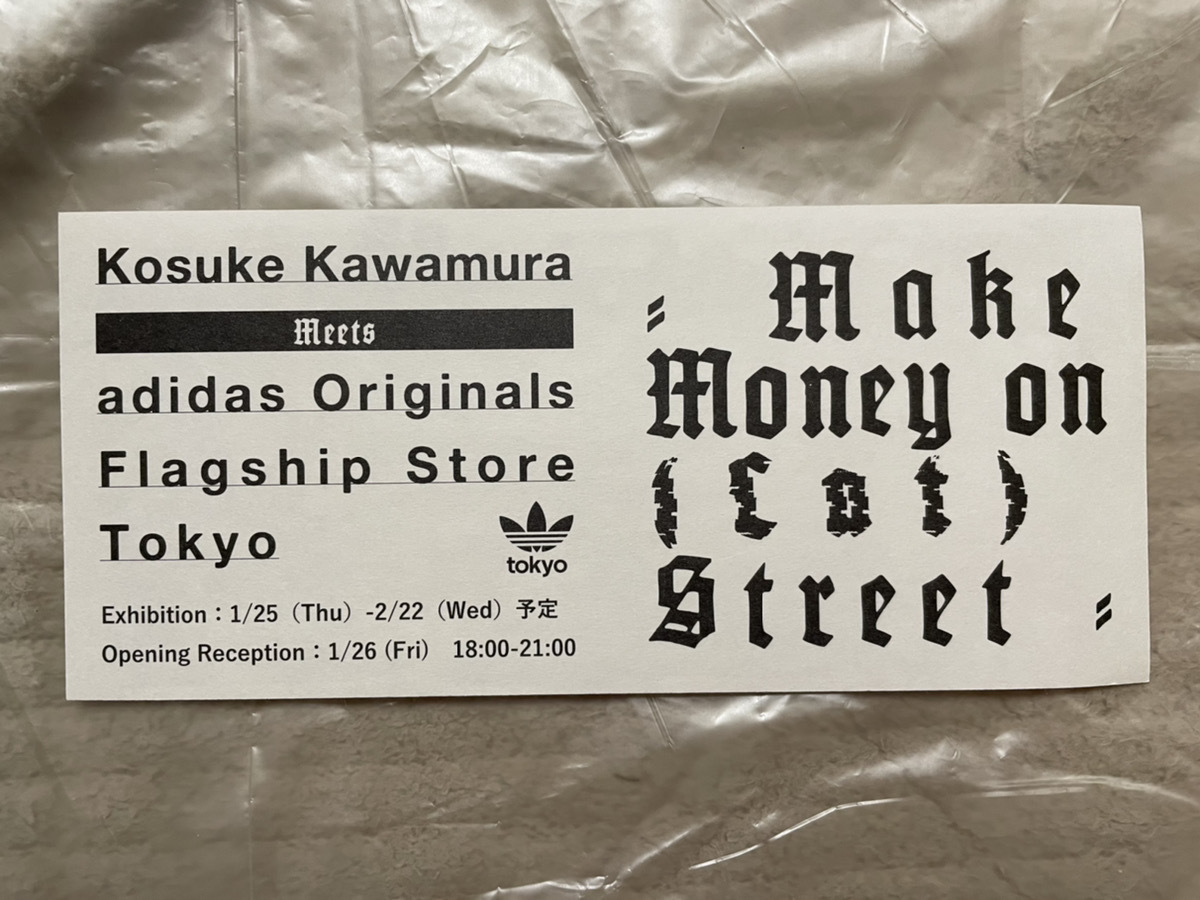 Kosuke Kawamura
Meets
adidas Originals
Flagship Store
Tokyo
tokyo
Exhibition：1/25（Thu）-2/22（Wed）予定
Opening Reception：1/26 (Fri)　18:00-21:00
〝 Make
Money on
(Cat)
Street 〟